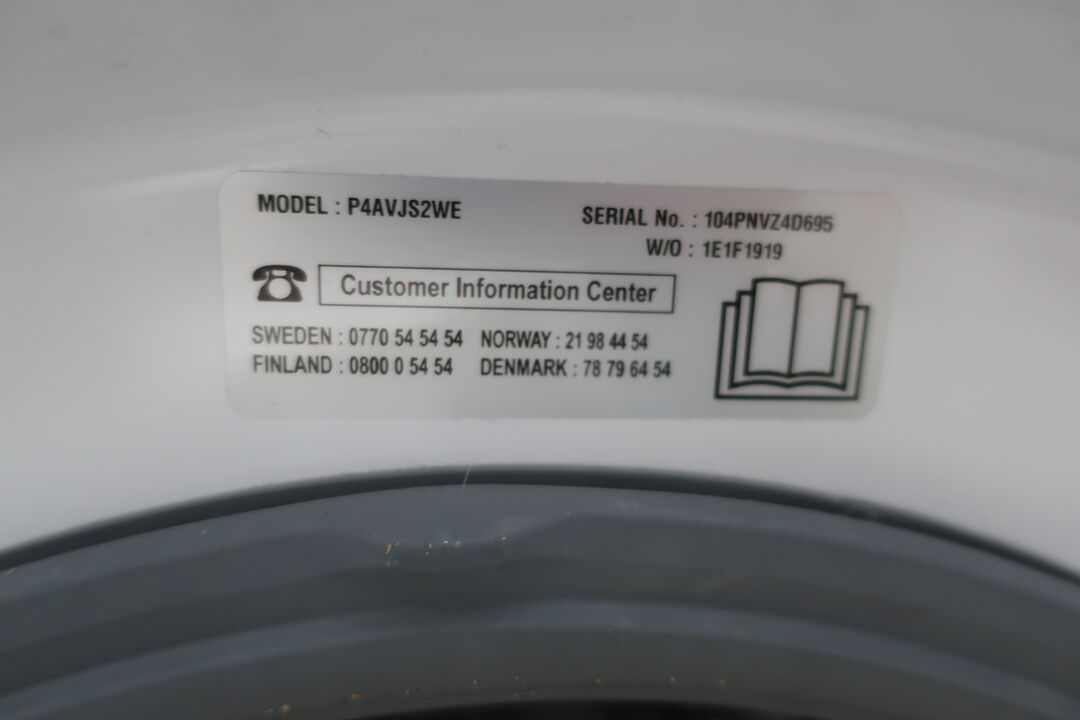 MODEL : P4AVJS2WE
SERIAL No. : 104PNVZ4D695
W/O : 1E1F1919
Customer Information Center
SWEDEN : 0770 54 54 54 NORWAY : 21 98 44 54
FINLAND : 0800 0 54 54 DENMARK : 78 79 64 54